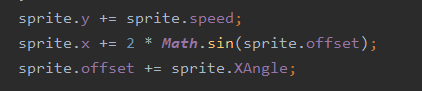 sprite.y += sprite.speed;
sprite.x += 2 * Math.sin(sprite.offset);
sprite.offset += sprite.XAngle;